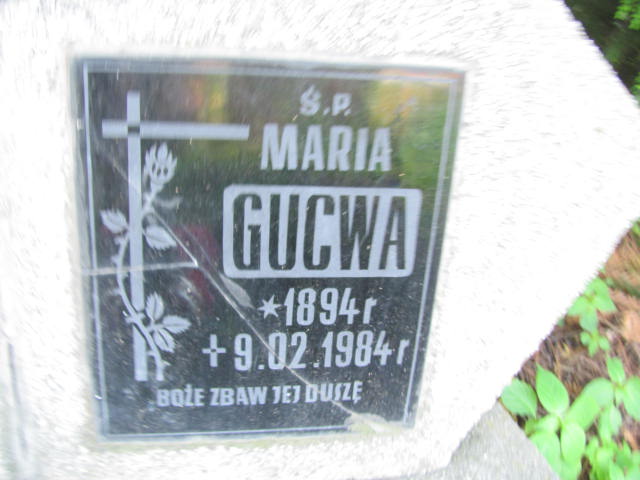 Ś.P.
MARIA
GUCWA
*1894r
+9.02.1984r
BOŻE ZBAW JEJ DUSZĘ